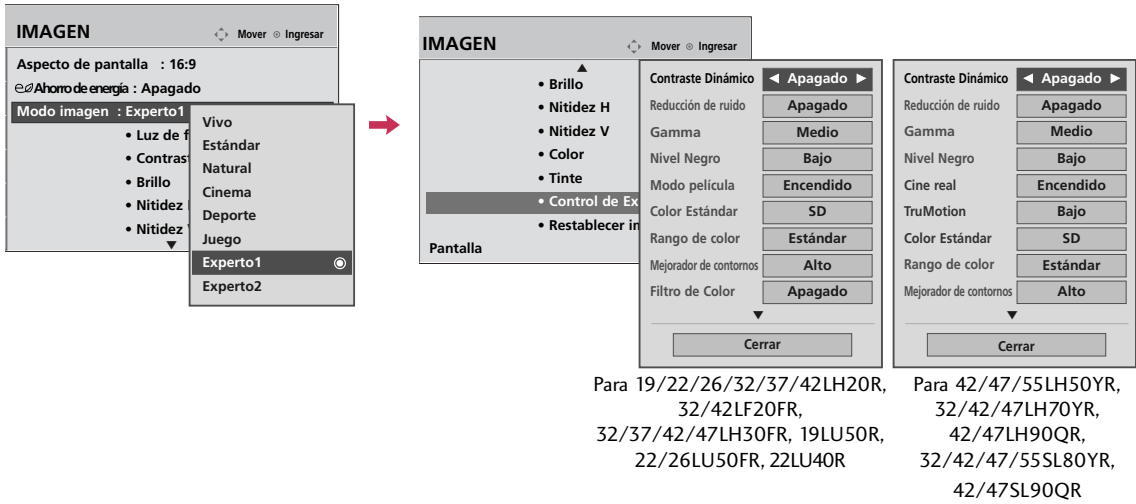 IMAGEN
Mover Ingresar
Aspecto de pantalla : 16:9
Ahorro de energía : Apagado
Modo imagen : Experto1
• Luz de f
• Contrast
• Brillo
• Nitidez
• Nitidez
▼
Vivo
Estándar
Natural
Cinema
Deporte
Juego
Experto1
Experto2
IMAGEN
Mover Ingresar
▲
• Brillo
• Nitidez H
• Nitidez V
• Color
• Tinte
• Control de Ex
• Restablecer in
Pantalla
Contraste Dinámico ◀ Apagado ▶
Reducción de ruido Apagado
Gamma Medio
Nivel Negro Bajo
Modo película Encendido
Color Estándar SD
Rango de color Estándar
Mejorador de contornos Alto
Filtro de Color Apagado
▼
Cerrar
Contraste Dinámico ◀ Apagado ▶
Reducción de ruido Apagado
Gamma Medio
Nivel Negro Bajo
Cine real Encendido
TruMotion Bajo
Color Estándar SD
Rango de color Estándar
Mejorador de contornos Alto
▼
Cerrar
Para 19/22/26/32/37/42LH20R,
32/42LF20FR,
32/37/42/47LH30FR, 19LU50R,
22/26LU50FR, 22LU40R
Para 42/47/55LH50YR,
32/42/47LH70YR,
42/47LH90QR,
32/42/47/55SL80YR,
42/47SL90QR